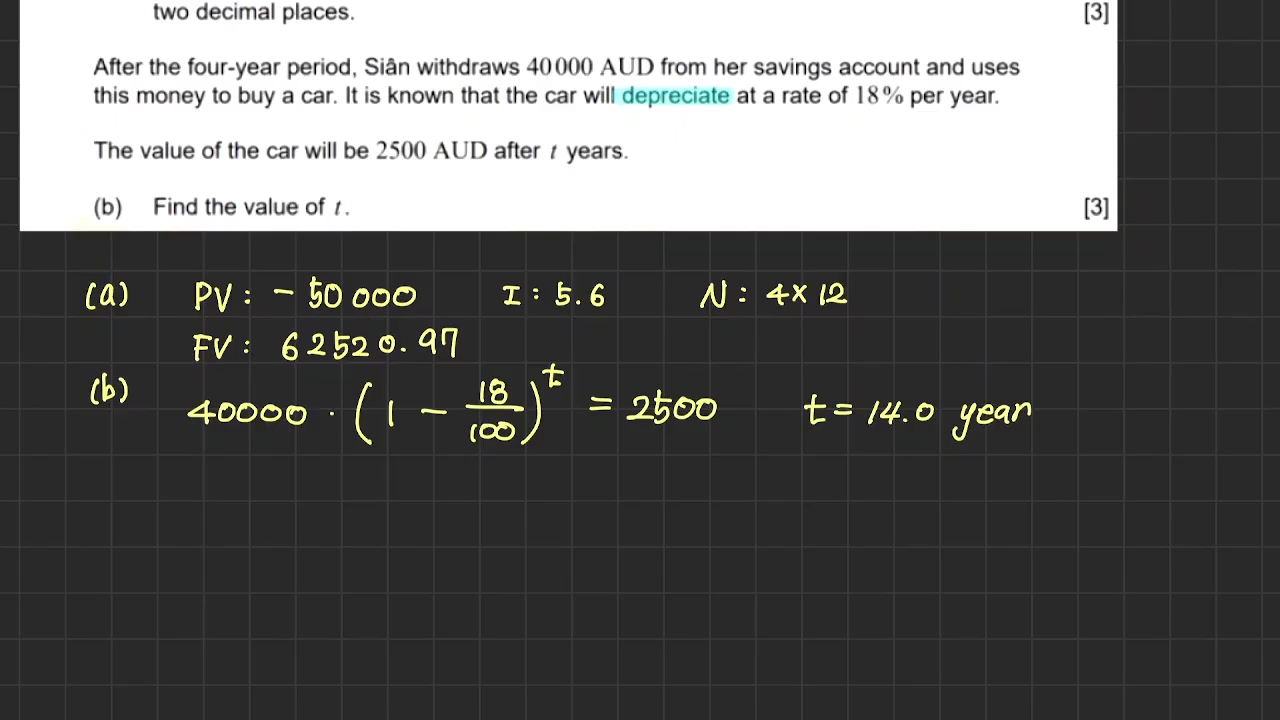 two decimal places. [3]
After the four-year period, Siân withdraws 40000 AUD from her savings account and uses
this money to buy a car. It is known that the car will depreciate at a rate of 18% per year.
The value of the car will be 2500 AUD after t years.
(b) Find the value of t. [3]
(a) PV: -50000 I: 5.6 N: 4×12
FV: 62520.97
(b) 40000 · (1 - 18/100)^t = 2500 t = 14.0 year